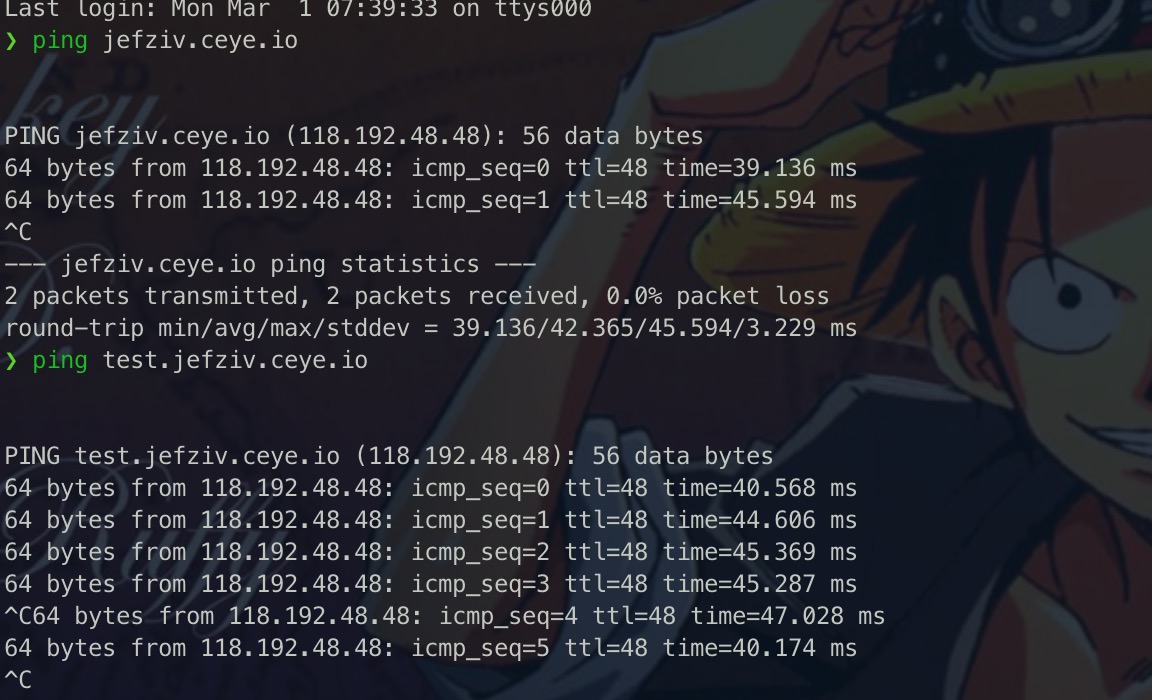 Last login: Mon Mar  1 07:39:33 on ttys000
❯ ping jefziv.ceye.io
key
PING jefziv.ceye.io (118.192.48.48): 56 data bytes
64 bytes from 118.192.48.48: icmp_seq=0 ttl=48 time=39.136 ms
64 bytes from 118.192.48.48: icmp_seq=1 ttl=48 time=45.594 ms
^C
--- jefziv.ceye.io ping statistics ---
2 packets transmitted, 2 packets received, 0.0% packet loss
round-trip min/avg/max/stddev = 39.136/42.365/45.594/3.229 ms
❯ ping test.jefziv.ceye.io
PING test.jefziv.ceye.io (118.192.48.48): 56 data bytes
64 bytes from 118.192.48.48: icmp_seq=0 ttl=48 time=40.568 ms
64 bytes from 118.192.48.48: icmp_seq=1 ttl=48 time=44.606 ms
64 bytes from 118.192.48.48: icmp_seq=2 ttl=48 time=45.369 ms
64 bytes from 118.192.48.48: icmp_seq=3 ttl=48 time=45.287 ms
^C64 bytes from 118.192.48.48: icmp_seq=4 ttl=48 time=47.028 ms
64 bytes from 118.192.48.48: icmp_seq=5 ttl=48 time=40.174 ms
^C